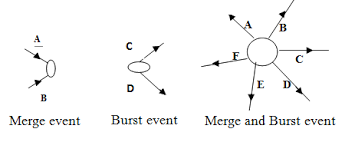 A
B
C
D
A
B
C
D
E
F
Merge event
Burst event
Merge and Burst event